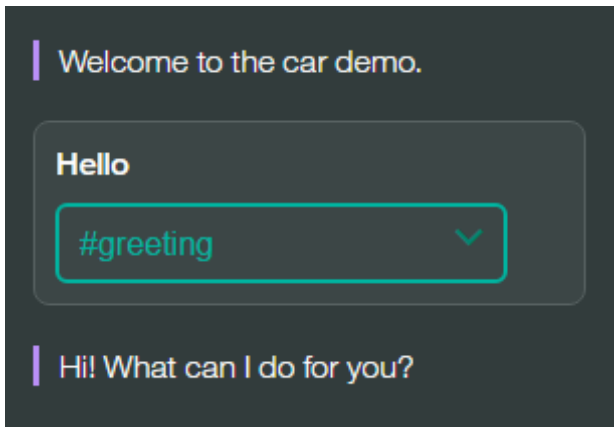 Welcome to the car demo.
Hello
#greeting
Hi! What can I do for you?